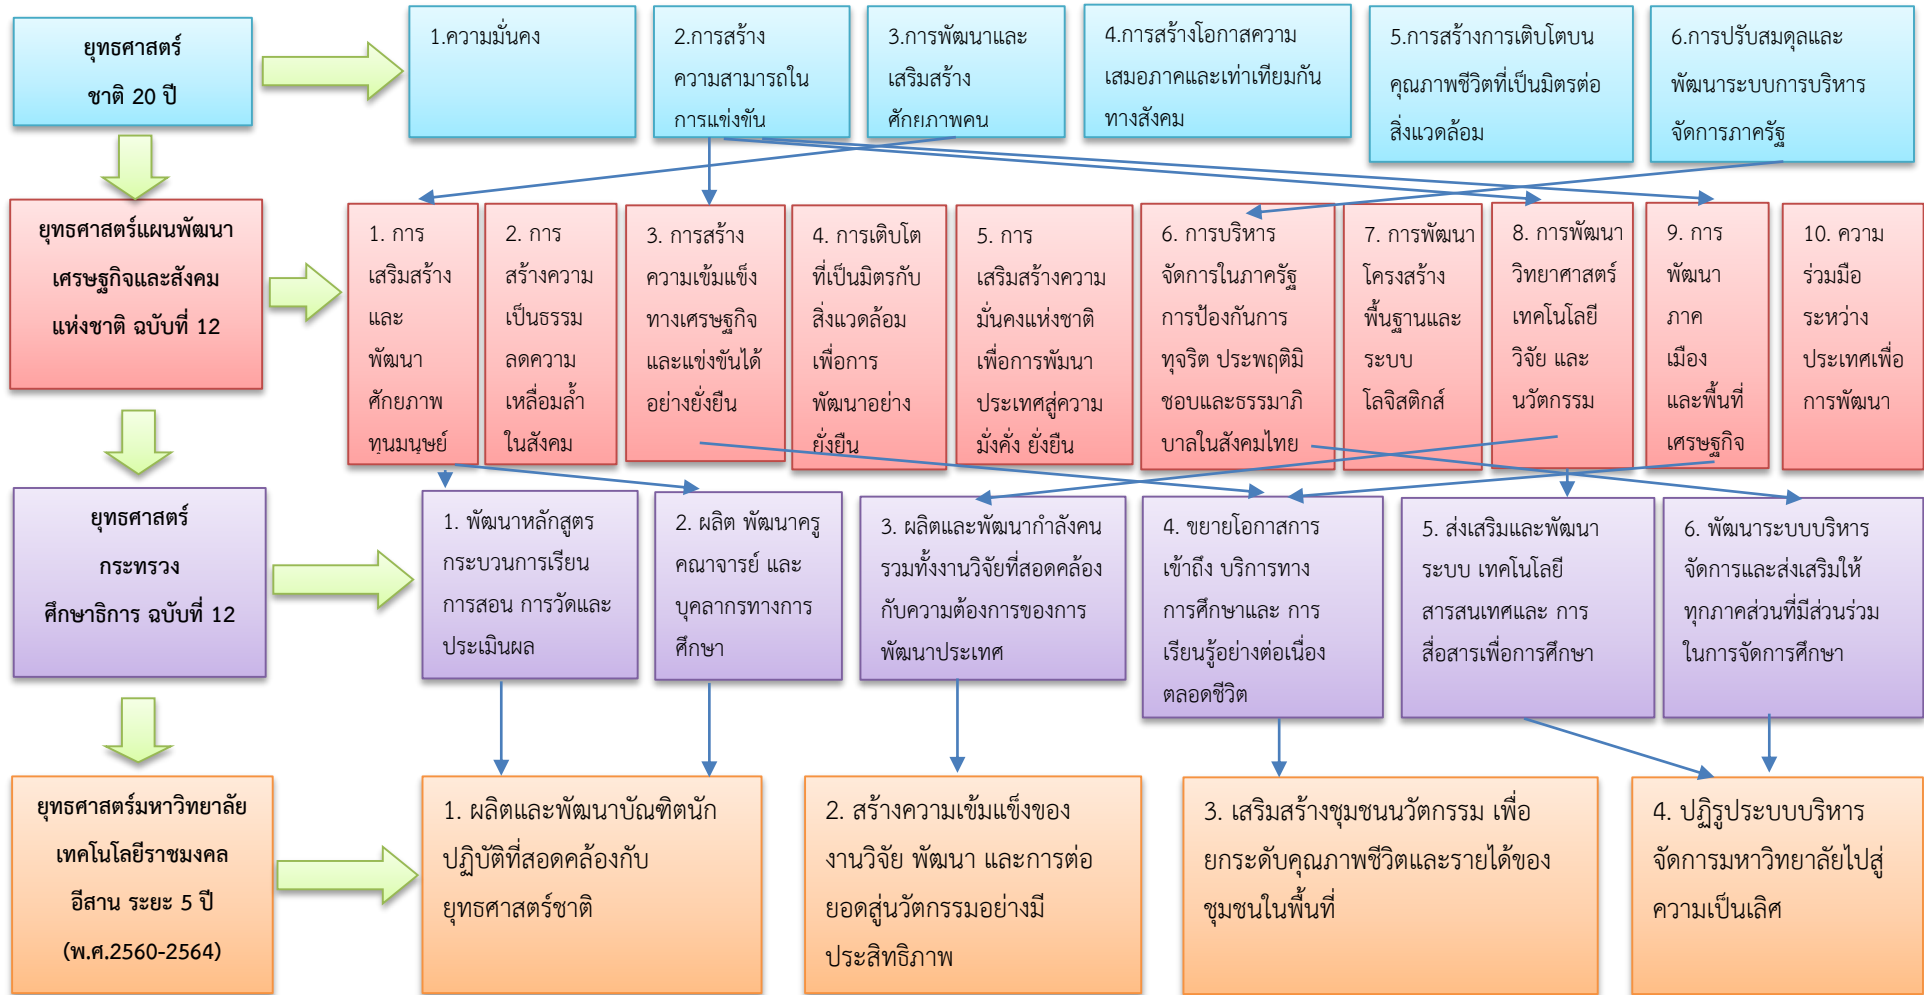 ยุทธศาสตร์
ชาติ 20 ปี
1.ความมั่นคง
2.การสร้าง
ความสามารถใน
การแข่งขัน
3.การพัฒนาและ
เสริมสร้าง
ศักยภาพคน
4.การสร้างโอกาสความ
เสมอภาคและเท่าเทียมกัน
ทางสังคม
5.การสร้างการเติบโตบน
คุณภาพชีวิตที่เป็นมิตรต่อ
สิ่งแวดล้อม
6.การปรับสมดุลและ
พัฒนาระบบการบริหาร
จัดการภาครัฐ
ยุทธศาสตร์แผนพัฒนา
เศรษฐกิจและสังคม
แห่งชาติ ฉบับที่ 12
1. การ
เสริมสร้าง
และ
พัฒนา
ศักยภาพ
ทุนมนุษย์
2. การ
สร้างความ
เป็นธรรม
ลดความ
เหลื่อมล้ำ
ในสังคม
3. การสร้าง
ความเข้มแข็ง
ทางเศรษฐกิจ
และแข่งขันได้
อย่างยั่งยืน
4. การเติบโต
ที่เป็นมิตรกับ
สิ่งแวดล้อม
เพื่อการ
พัฒนาอย่าง
ยั่งยืน
5. การ
เสริมสร้างความ
มั่นคงแห่งชาติ
เพื่อการพัมนา
ประเทศสู่ความ
มั่งคั่ง ยั่งยืน
6. การบริหาร
จัดการในภาครัฐ
การป้องกันการ
ทุจริต ประพฤติมิ
ชอบและธรรมาภิ
บาลในสังคมไทย
7. การพัฒนา
โครงสร้าง
พื้นฐานและ
ระบบ
โลจิสติกส์
8. การพัฒนา
วิทยาศาสตร์
เทคโนโลยี
วิจัย และ
นวัตกรรม
9. การ
พัฒนา
ภาค
เมือง
และพื้นที่
เศรษฐกิจ
10. ความ
ร่วมมือ
ระหว่าง
ประเทศเพื่อ
การพัฒนา
ยุทธศาสตร์
กระทรวง
ศึกษาธิการ ฉบับที่ 12
1. พัฒนาหลักสูตร
กระบวนการเรียน
การสอน การวัดและ
ประเมินผล
2. ผลิต พัฒนาครู
คณาจารย์ และ
บุคลากรทางการ
ศึกษา
3. ผลิตและพัฒนากำลังคน
รวมทั้งงานวิจัยที่สอดคล้อง
กับความต้องการของการ
พัฒนาประเทศ
4. ขยายโอกาสการ
เข้าถึง บริการทาง
การศึกษาและ การ
เรียนรู้อย่างต่อเนื่อง
ตลอดชีวิต
5. ส่งเสริมและพัฒนา
ระบบ เทคโนโลยี
สารสนเทศและ การ
สื่อสารเพื่อการศึกษา
6. พัฒนาระบบบริหาร
จัดการและส่งเสริมให้
ทุกภาคส่วนที่มีส่วนร่วม
ในการจัดการศึกษา
ยุทธศาสตร์มหาวิทยาลัย
เทคโนโลยีราชมงคล
อีสาน ระยะ 5 ปี
(พ.ศ.2560-2564)
1. ผลิตและพัฒนาบัณฑิตนัก
ปฏิบัติที่สอดคล้องกับ
ยุทธศาสตร์ชาติ
2. สร้างความเข้มแข็งของ
งานวิจัย พัฒนา และการต่อ
ยอดสู่นวัตกรรมอย่างมี
ประสิทธิภาพ
3. เสริมสร้างชุมชนนวัตกรรม เพื่อ
ยกระดับคุณภาพชีวิตและรายได้ของ
ชุมชนในพื้นที่
4. ปฏิรูประบบบริหาร
จัดการมหาวิทยาลัยไปสู่
ความเป็นเลิศ